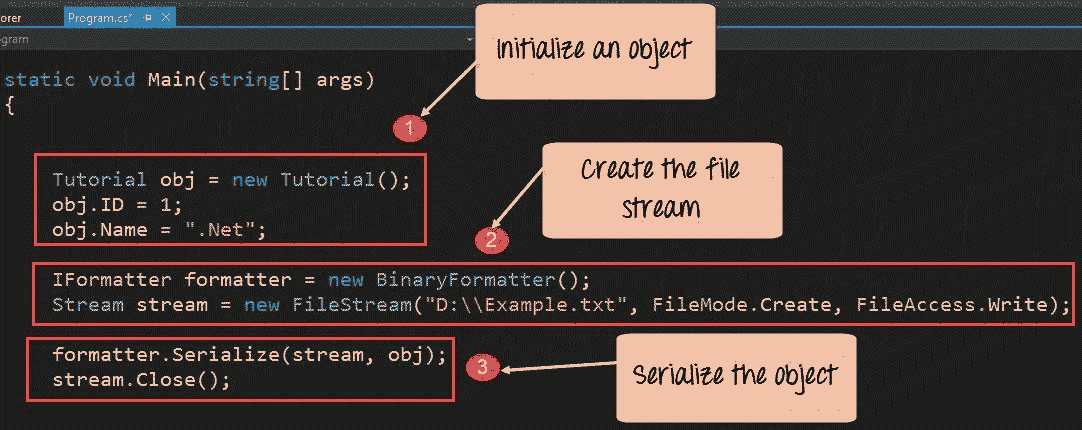 orer
Program.cs*
gram
Initialize an object
static void Main(string[] args)
{
1
Tutorial obj = new Tutorial();
obj.ID = 1;
obj.Name = ".Net";
Create the file
stream
2
IFormatter formatter = new BinaryFormatter();
Stream stream = new FileStream("D:\\Example.txt", FileMode.Create, FileAccess.Write);
formatter.Serialize(stream, obj);
stream.Close();
3
Serialize the object